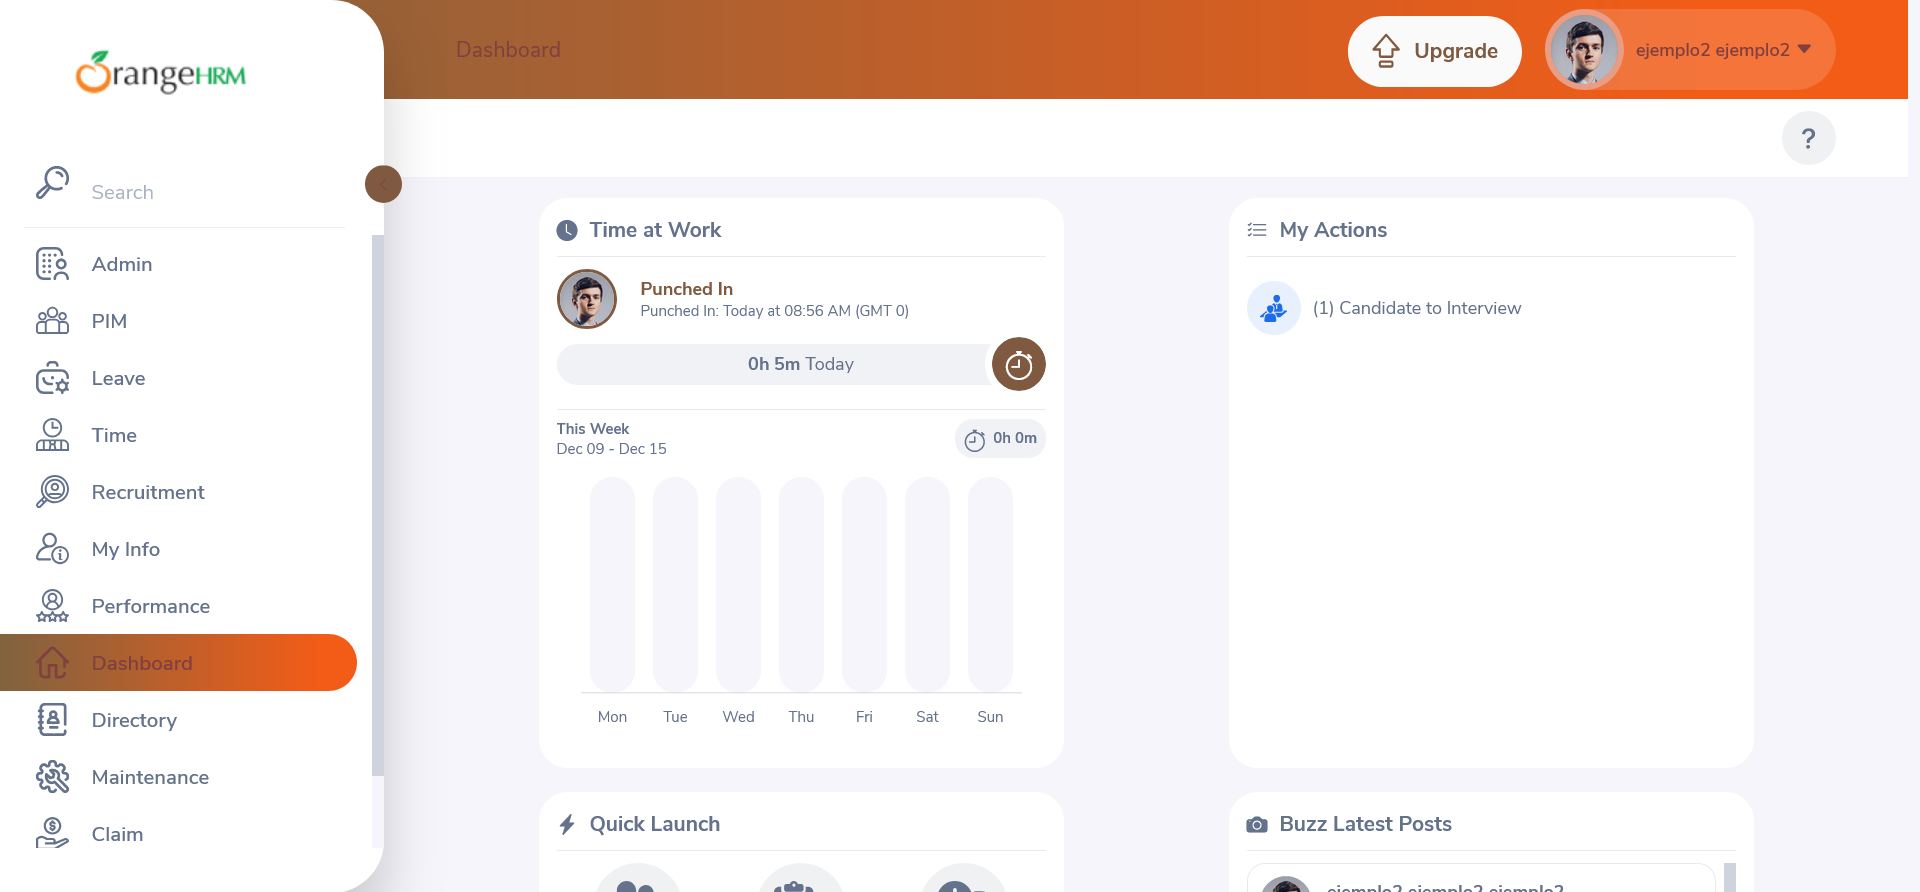 OrangeHRM
Search
Admin
PIM
Leave
Time
Recruitment
My Info
Performance
Dashboard
Directory
Maintenance
Claim
Dashboard
Upgrade
ejemplo2 ejemplo2
?
Time at Work
Punched In
Punched In: Today at 08:56 AM (GMT 0)
0h 5m Today
This Week
Dec 09 - Dec 15
0h 0m
Mon Tue Wed Thu Fri Sat Sun
My Actions
(1) Candidate to Interview
Quick Launch
Buzz Latest Posts
ejemplo2 ejemplo2 ejemplo2